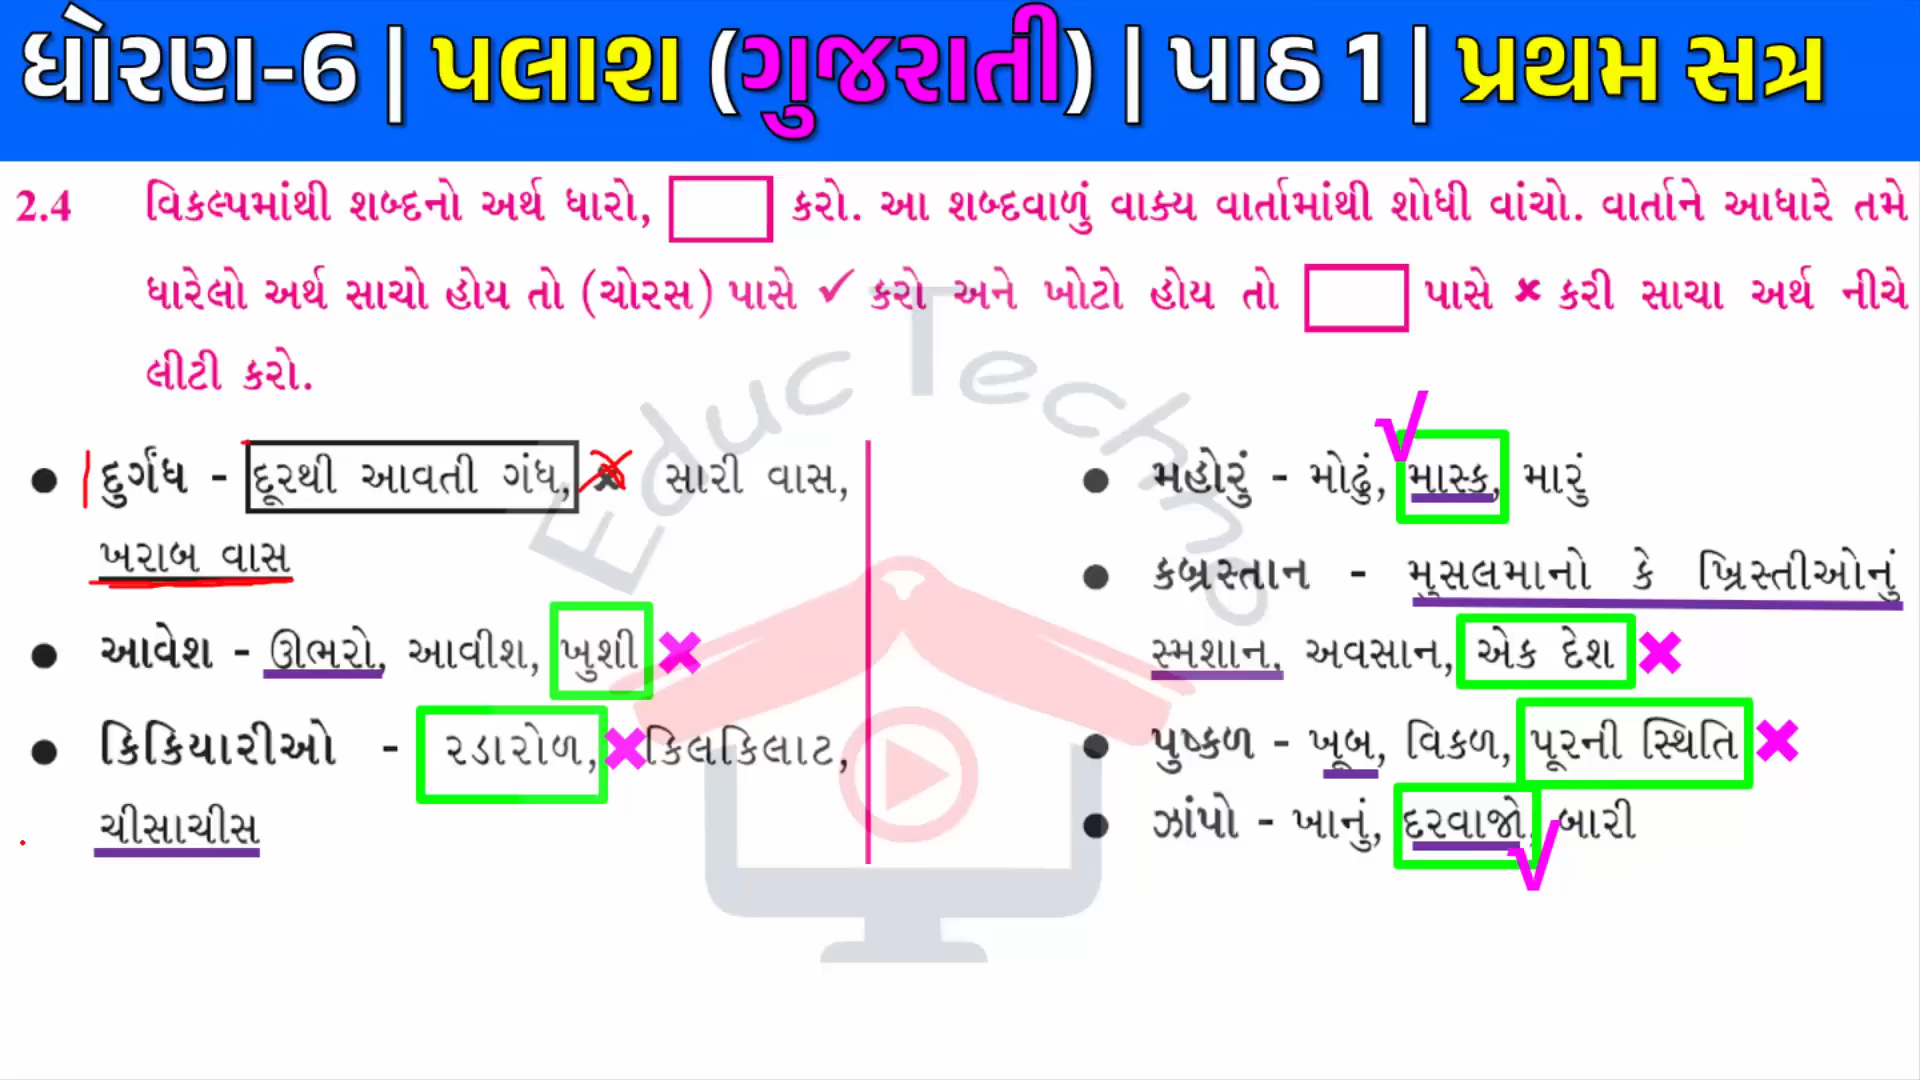 ધોરણ-6 | પલાશ (ગુજરાતી) | પાઠ 1 | પ્રથમ સત્ર
2.4 વિકલ્પમાંથી શબ્દનો અર્થ ધારો, કરો. આ શબ્દવાળું વાક્ય વાર્તામાંથી શોધી વાંચો. વાર્તાને આધારે તમે
ધારેલો અર્થ સાચો હોય તો (ચોરસ) પાસે ✓ કરો અને ખોટો હોય તો પાસે ✘ કરી સાચા અર્થ નીચે
લીટી કરો.
● દુર્ગંધ - દૂરથી આવતી ગંધ, ✘ સારી વાસ,
ખરાબ વાસ
● આવેશ - ઊભરો, આવીશ, ખુશી ✖
● કિકિયારીઓ - રડારોળ, ✖ કિલકિલાટ,
ચીસાચીસ
● મહોરું - મોઢું, √ માસ્ક, મારું
● કબ્રસ્તાન - મુસલમાનો કે ખ્રિસ્તીઓનું
સ્મશાન, અવસાન, એક દેશ ✖
● પુષ્કળ - ખૂબ, વિકળ, પૂરની સ્થિતિ ✖
● ઝાંપો - ખાનું, દરવાજો, √ બારી
EducTechno